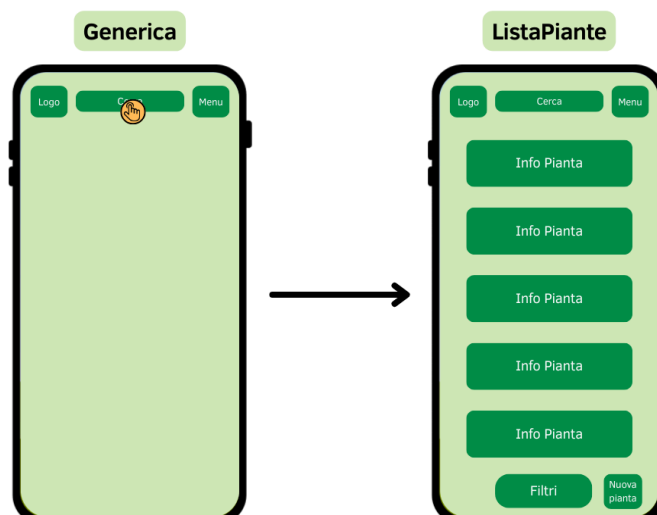 Generica
ListaPiante
Logo
Cerca
Menu
Logo
Cerca
Menu
Info Pianta
Info Pianta
Info Pianta
Info Pianta
Info Pianta
Filtri
Nuova
pianta